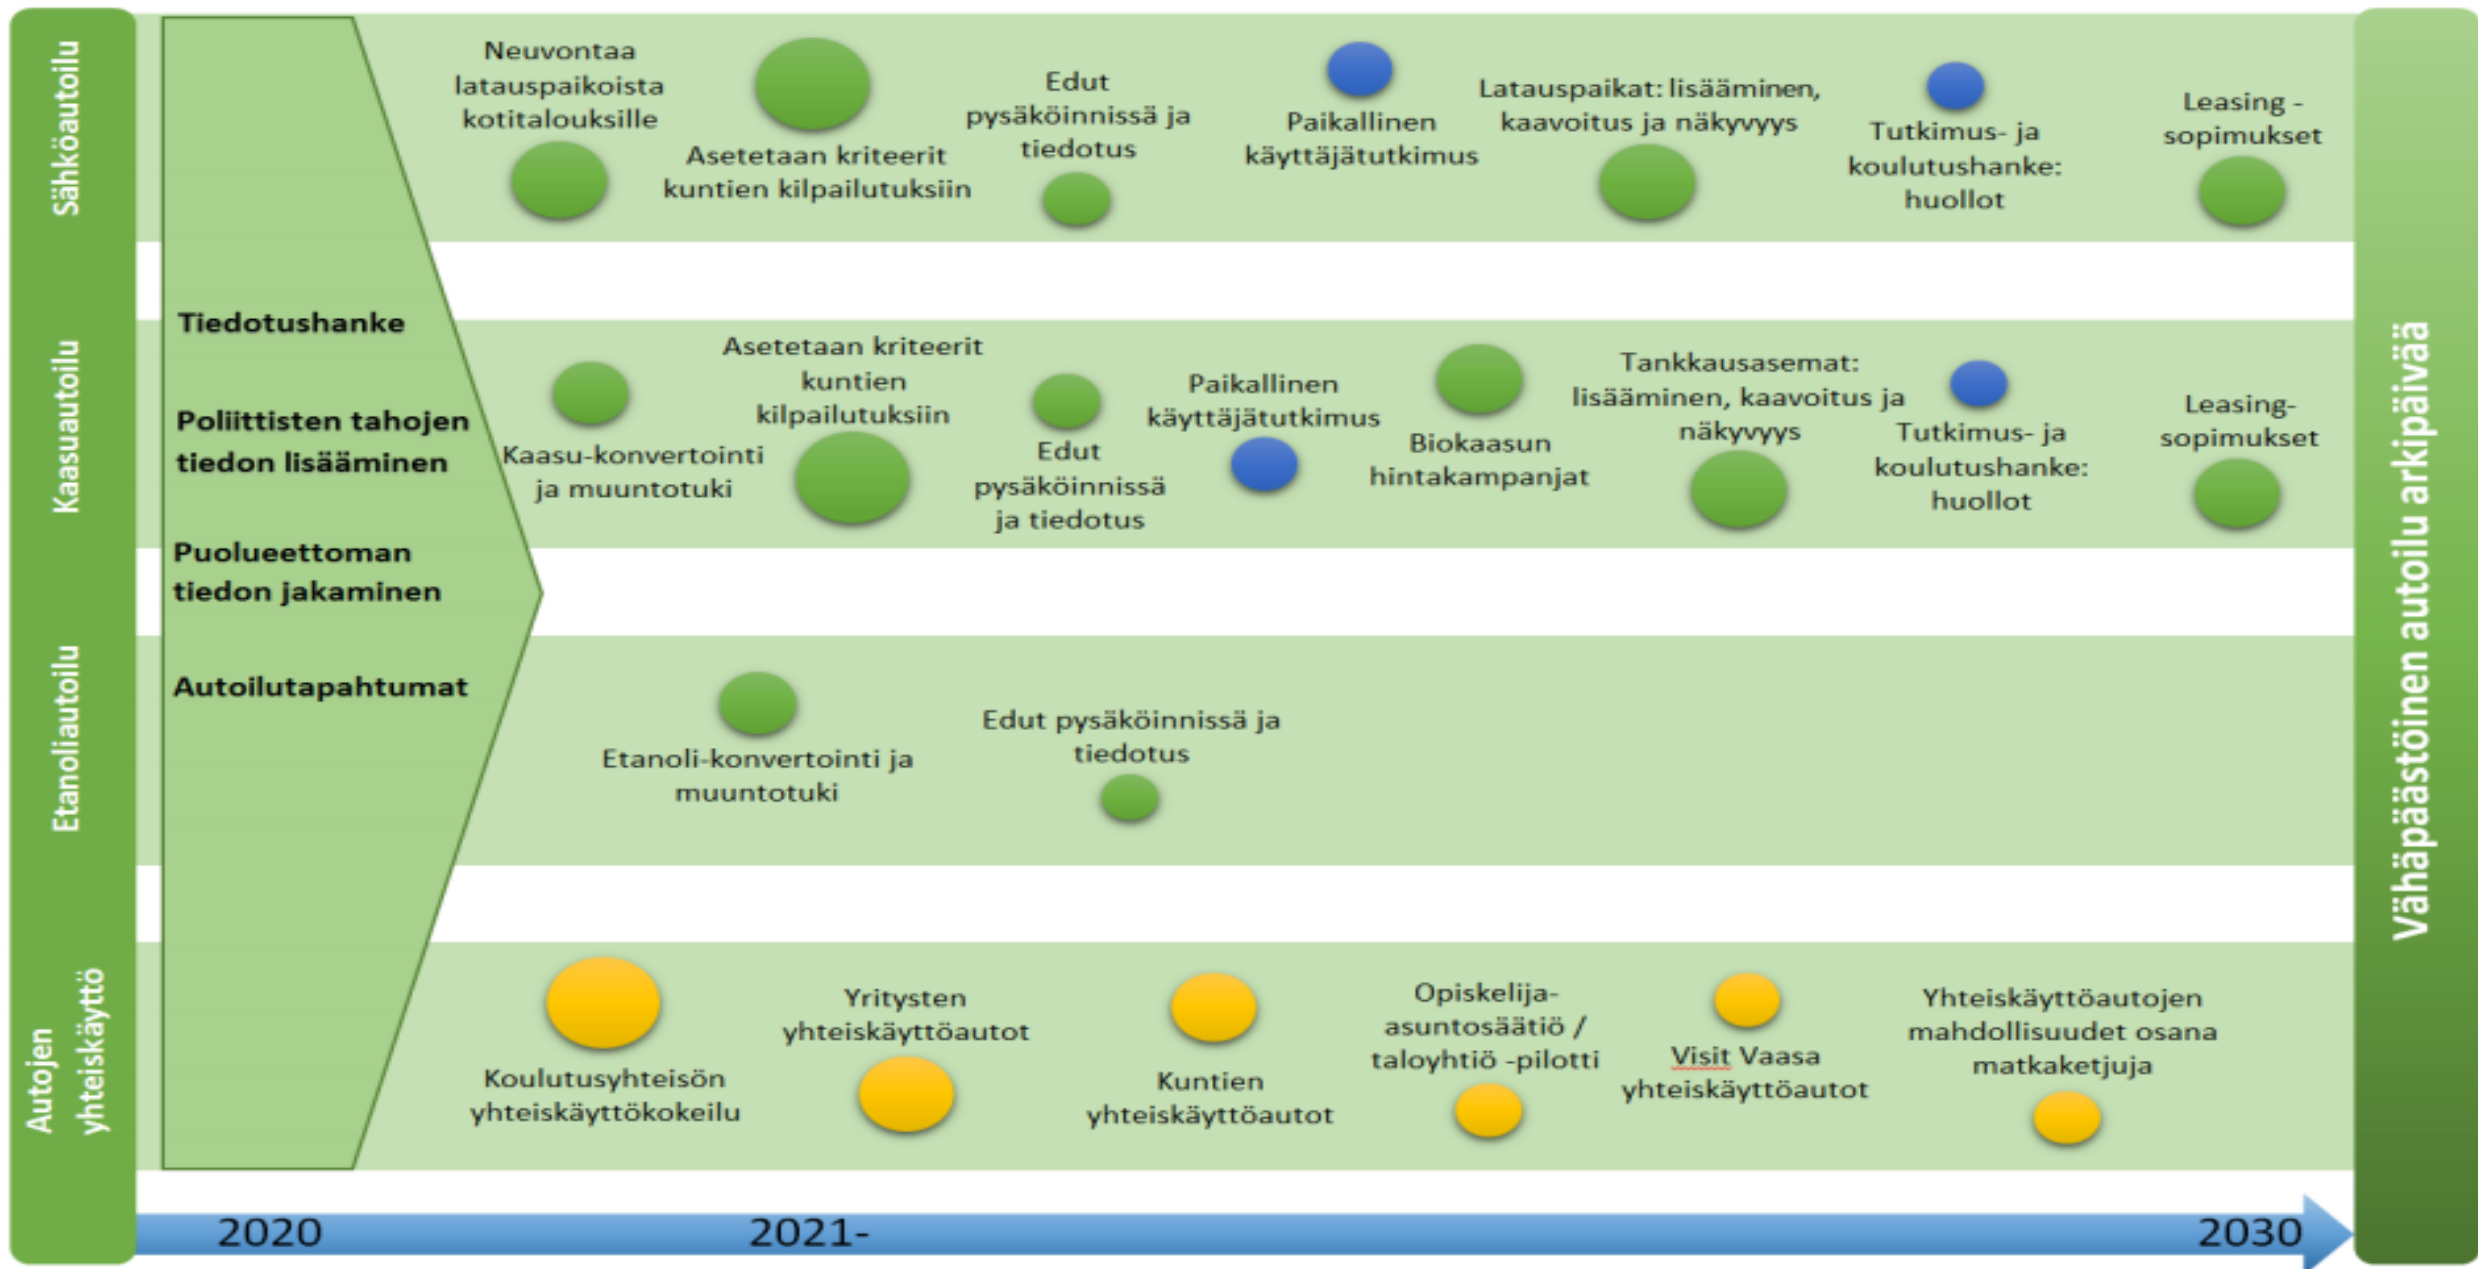 Sähköautoilu
Neuvontaa
latauspaikoista
kotitalouksille
Asetetaan kriteerit
kuntien kilpailutuksiin
Edut
pysäköinnissä ja
tiedotus
Paikallinen
käyttäjätutkimus
Latauspaikat: lisääminen,
kaavoitus ja näkyvyys
Tutkimus- ja
koulutushanke:
huollot
Leasing -
sopimukset
Tiedotushanke
Poliittisten tahojen
tiedon lisääminen
Puolueettoman
tiedon jakaminen
Autoilutapahtumat
Kaasuautoilu
Kaasu-konvertointi
ja muuntotuki
Asetetaan kriteerit
kuntien
kilpailutuksiin
Edut
pysäköinnissä
ja tiedotus
Paikallinen
käyttäjätutkimus
Biokaasun
hintakampanjat
Tankkausasemat:
lisääminen, kaavoitus ja
näkyvyys
Tutkimus- ja
koulutushanke:
huollot
Leasing-
sopimukset
Etanoliautoilu
Etanoli-konvertointi ja
muuntotuki
Edut pysäköinnissä ja
tiedotus
Autojen
yhteiskäyttö
Koulutusyhteisön
yhteiskäyttökokeilu
Yritysten
yhteiskäyttöautot
Kuntien
yhteiskäyttöautot
Opiskelija-
asuntosäätiö /
taloyhtiö -pilotti
Visit Vaasa
yhteiskäyttöautot
Yhteiskäyttöautojen
mahdollisuudet osana
matkaketjuja
Vähäpäästöinen autoilu arkipäivää
2020
2021-
2030